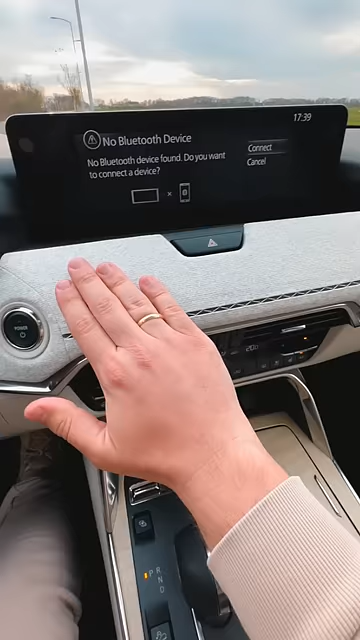 17:39
No Bluetooth Device
No Bluetooth device found. Do you want
to connect a device?
Connect
Cancel
POWER
P
R
N
D